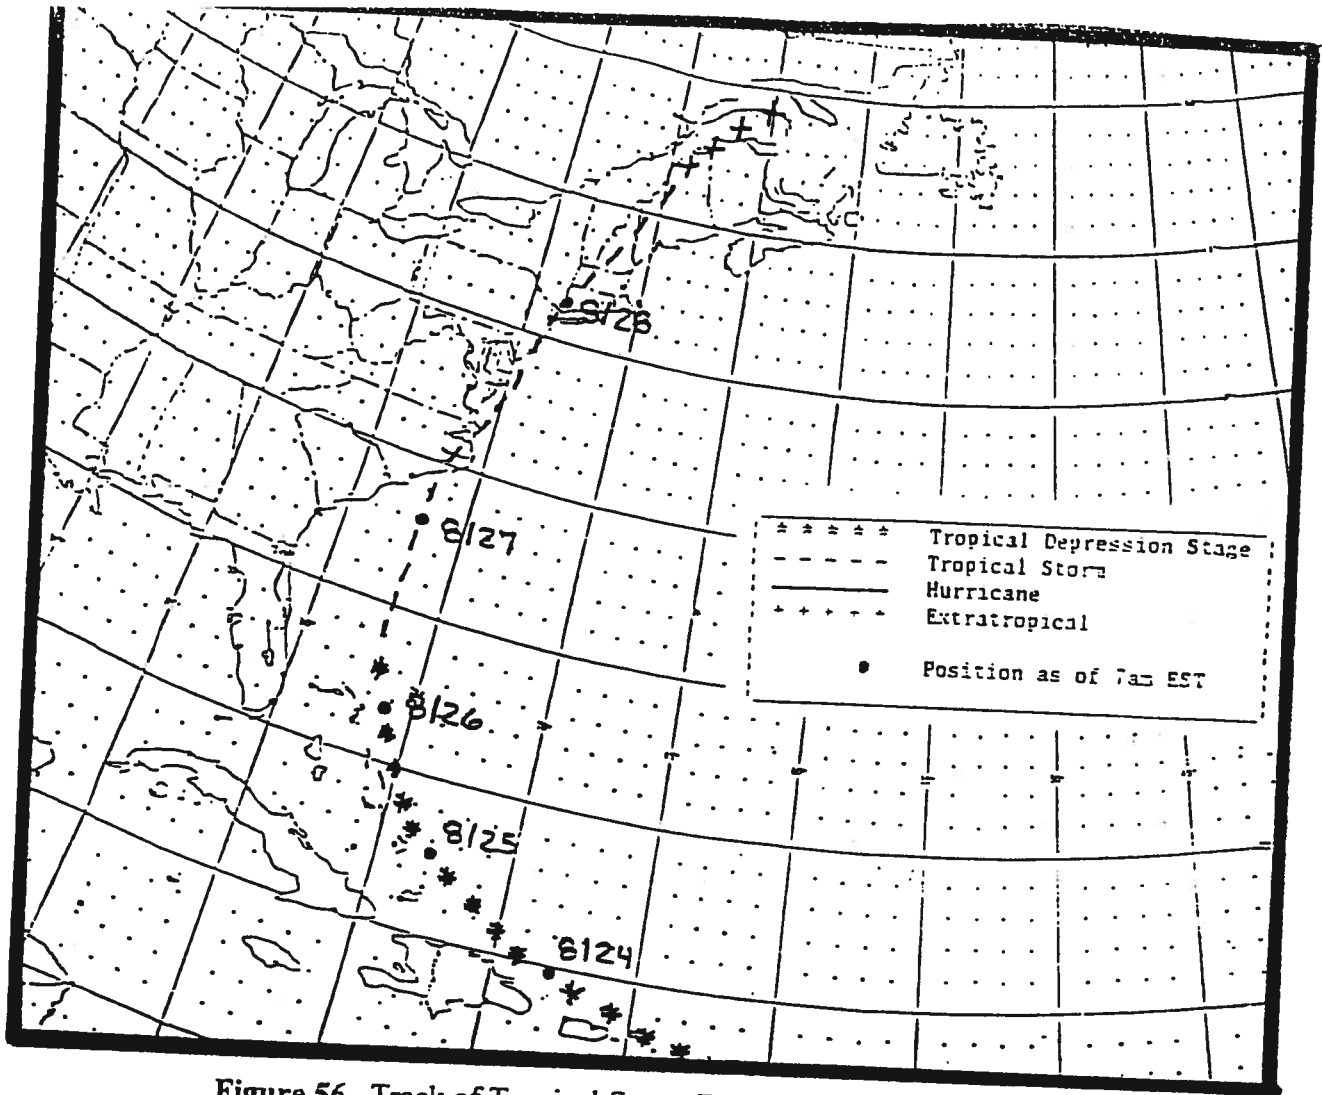 8/28
8/27
Tropical Depression Stage
Tropical Storm
Hurricane
Extratropical
Position as of 7am EST
8/26
8/25
8/24
Figure 56 Track of Tropical